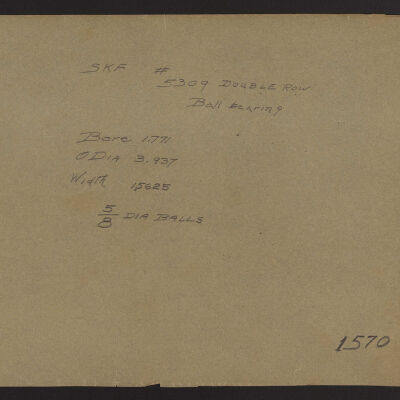 SKF #
5309 DOUBLE ROW
Ball bearing
Bore 1.771
O DIA 3.937
Width 1.5625
5/8 DIA BALLS
1570